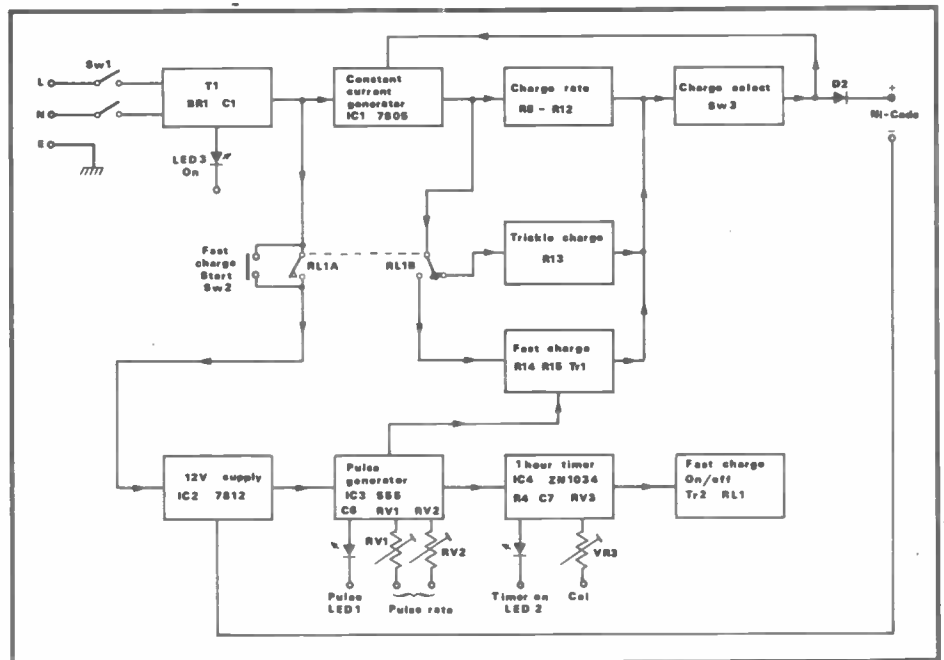 Sw1
L
N
E
T1
BR1 C1
LED3
On
Constant
current
generator
IC1 7805
Charge rate
R8 - R12
Charge select
Sw3
D2
+
Ni-Cads
-
Fast
charge
Start
Sw2
RL1A
RL1B
Trickle charge
R13
Fast charge
R14 R15 Tr1
12V supply
IC2 7812
Pulse
generator
IC3 555
C6 RV1 RV2
1 hour timer
IC4 ZN1034
R4 C7 RV3
Fast charge
On/off
Tr2 RL1
RV1
RV2
VR3
Pulse
LED1
Pulse rate
Timer on
LED 2
Cal